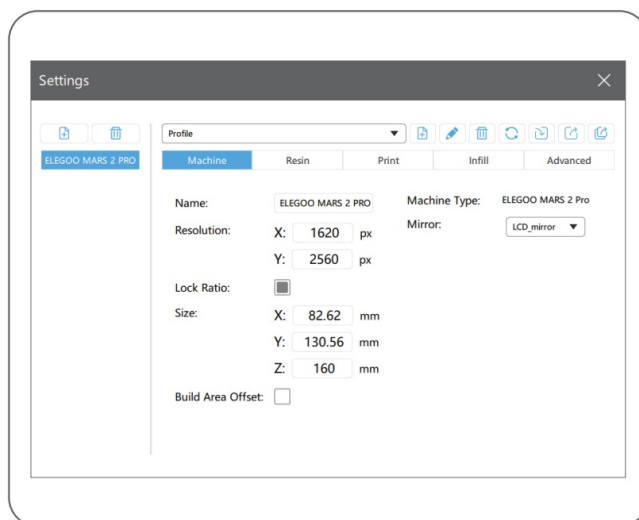 Settings
Profile
ELEGOO MARS 2 PRO
Machine Resin Print Infill Advanced
Name: ELEGOO MARS 2 PRO Machine Type: ELEGOO MARS 2 Pro
Resolution: X: 1620 px Mirror: LCD_mirror
Y: 2560 px
Lock Ratio:
Size: X: 82.62 mm
Y: 130.56 mm
Z: 160 mm
Build Area Offset: